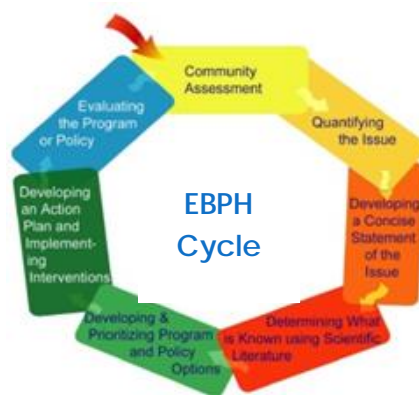 Community
Assessment
Quantifying
the Issue
Developing
a Concise
Statement
of the
Issue
Determining What
is Known using Scientific
Literature
Developing &
Prioritizing Program
and Policy
Options
Developing
an Action
Plan and
Implement-
ing
Interventions
Evaluating
the Program
or Policy
EBPH
Cycle